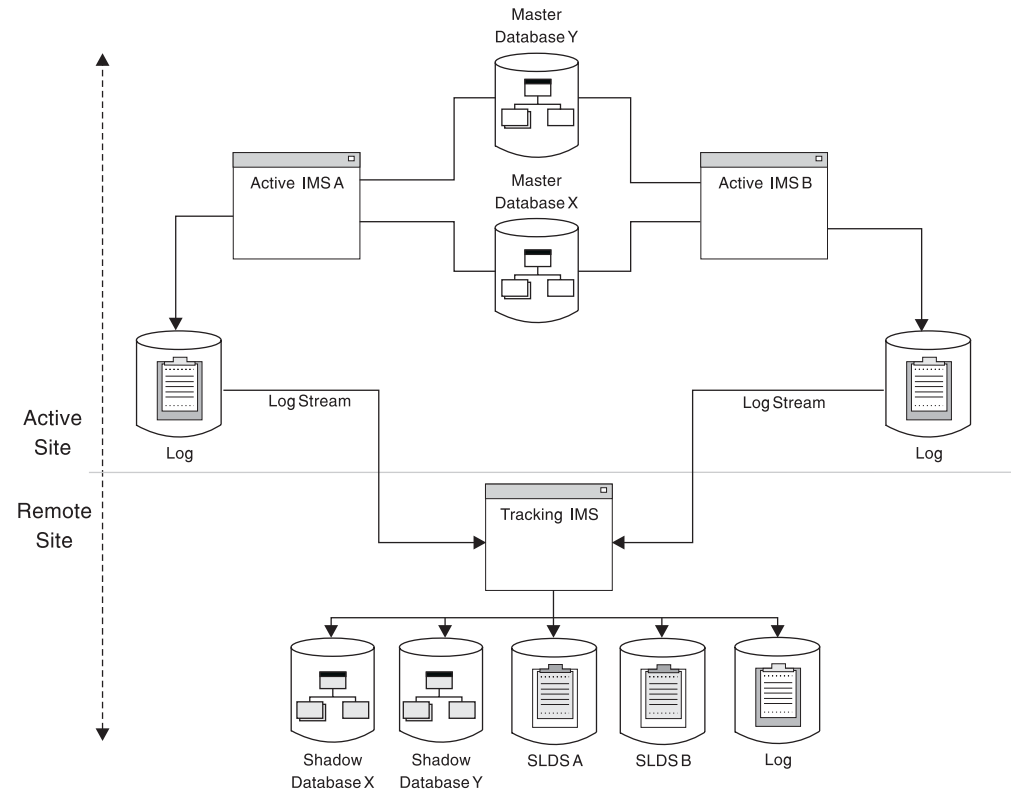 Master
Database Y
Active IMS A
Master
Database X
Active IMS B
Log Stream
Log Stream
Active
Site
Log
Log
Remote
Site
Tracking IMS
Shadow
Database X
Shadow
Database Y
SLDS A
SLDS B
Log